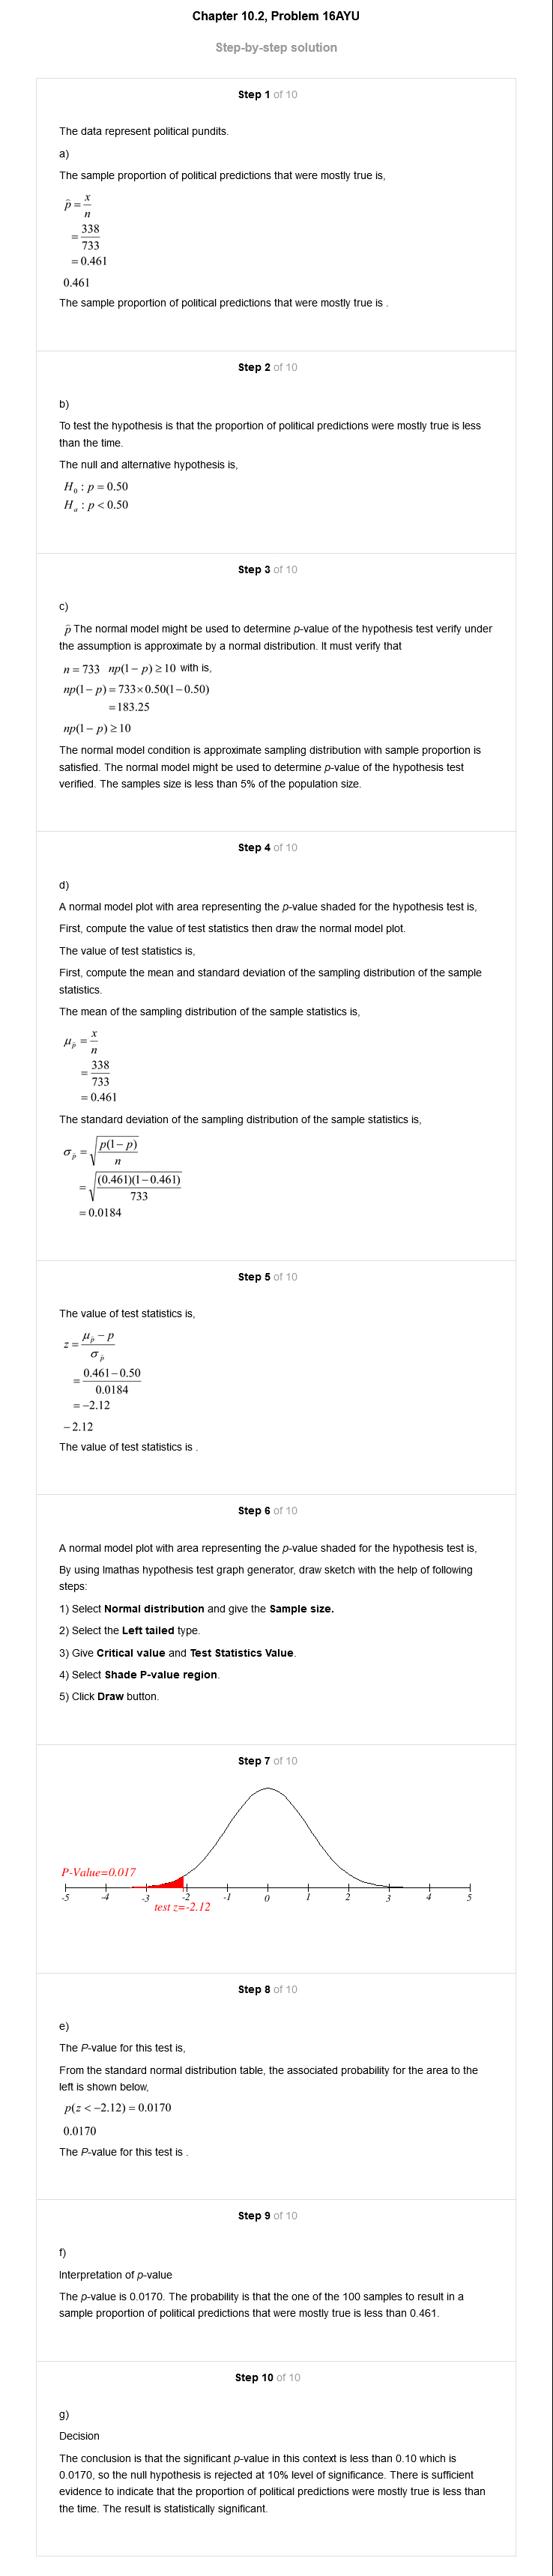 Chapter 10.2, Problem 16AYU
Step-by-step solution
Step 1 of 10
The data represent political pundits.
a)
The sample proportion of political predictions that were mostly true is,
p̂ = x/n
= 338/733
= 0.461
0.461
The sample proportion of political predictions that were mostly true is .
Step 2 of 10
b)
To test the hypothesis is that the proportion of political predictions were mostly true is less
than the time.
The null and alternative hypothesis is,
H₀ : p = 0.50
Hₐ : p < 0.50
Step 3 of 10
c)
p̂ The normal model might be used to determine p-value of the hypothesis test verify under
the assumption is approximate by a normal distribution. It must verify that
n = 733 np(1 − p) ≥ 10 with is,
np(1 − p) = 733×0.50(1−0.50)
= 183.25
np(1 − p) ≥ 10
The normal model condition is approximate sampling distribution with sample proportion is
satisfied. The normal model might be used to determine p-value of the hypothesis test
verified. The samples size is less than 5% of the population size.
Step 4 of 10
d)
A normal model plot with area representing the p-value shaded for the hypothesis test is,
First, compute the value of test statistics then draw the normal model plot.
The value of test statistics is,
First, compute the mean and standard deviation of the sampling distribution of the sample
statistics.
The mean of the sampling distribution of the sample statistics is,
μ_p̂ = x/n
= 338/733
= 0.461
The standard deviation of the sampling distribution of the sample statistics is,
σ_p̂ = √(p(1−p)/n)
= √((0.461)(1−0.461)/733)
= 0.0184
Step 5 of 10
The value of test statistics is,
z = (μ_p̂ − p)/σ_p̂
= (0.461−0.50)/0.0184
= −2.12
−2.12
The value of test statistics is .
Step 6 of 10
A normal model plot with area representing the p-value shaded for the hypothesis test is,
By using Imathas hypothesis test graph generator, draw sketch with the help of following
steps:
1) Select Normal distribution and give the Sample size.
2) Select the Left tailed type.
3) Give Critical value and Test Statistics Value.
4) Select Shade P-value region.
5) Click Draw button.
Step 7 of 10
P-Value=0.017
-5 -4 -3 -2 -1 0 1 2 3 4 5
test z=-2.12
Step 8 of 10
e)
The P-value for this test is,
From the standard normal distribution table, the associated probability for the area to the
left is shown below,
p(z < −2.12) = 0.0170
0.0170
The P-value for this test is .
Step 9 of 10
f)
Interpretation of p-value
The p-value is 0.0170. The probability is that the one of the 100 samples to result in a
sample proportion of political predictions that were mostly true is less than 0.461.
Step 10 of 10
g)
Decision
The conclusion is that the significant p-value in this context is less than 0.10 which is
0.0170, so the null hypothesis is rejected at 10% level of significance. There is sufficient
evidence to indicate that the proportion of political predictions were mostly true is less than
the time. The result is statistically significant.